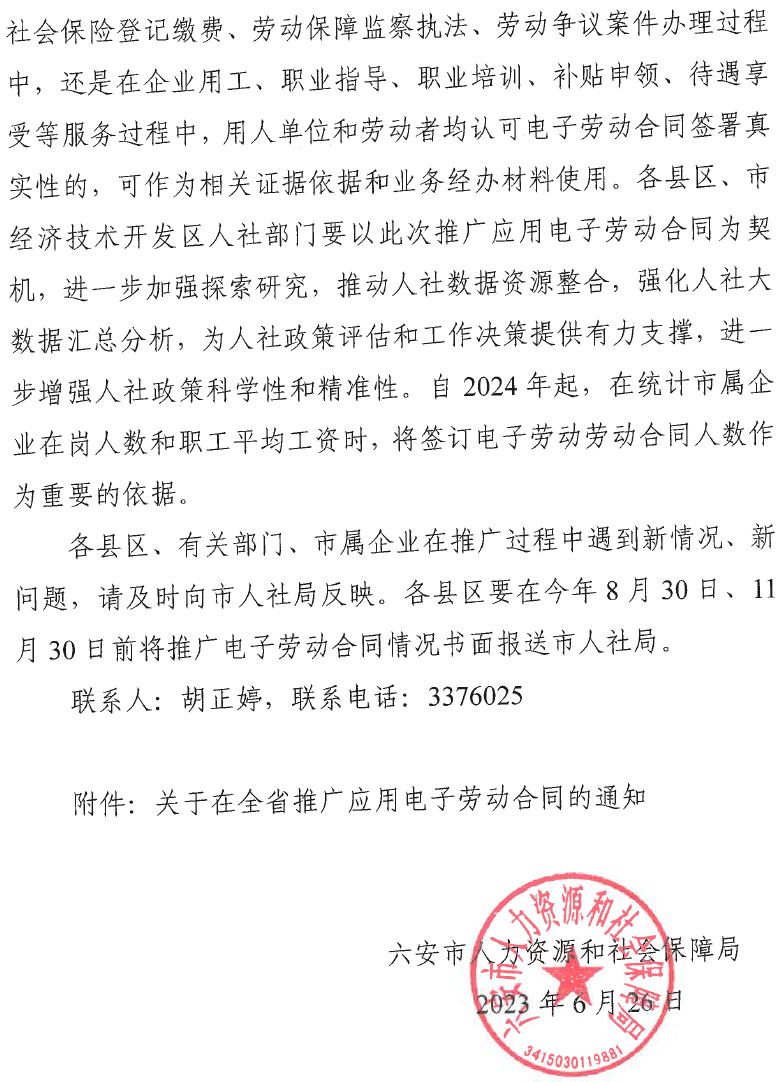 社会保险登记缴费、劳动保障监察执法、劳动争议案件办理过程
中，还是在企业用工、职业指导、职业培训、补贴申领、待遇享
受等服务过程中，用人单位和劳动者均认可电子劳动合同签署真
实性的，可作为相关证据依据和业务经办材料使用。各县区、市
经济技术开发区人社部门要以此次推广应用电子劳动合同为契
机，进一步加强探索研究，推动人社数据资源整合，强化人社大
数据汇总分析，为人社政策评估和工作决策提供有力支撑，进一
步增强人社政策科学性和精准性。自 2024 年起，在统计市属企
业在岗人数和职工平均工资时，将签订电子劳动劳动合同人数作
为重要的依据。
各县区、有关部门、市属企业在推广过程中遇到新情况、新
问题，请及时向市人社局反映。各县区要在今年 8 月 30 日、11
月 30 日前将推广电子劳动合同情况书面报送市人社局。
联系人：胡正婷，联系电话：3376025
附件：关于在全省推广应用电子劳动合同的通知
六安市人力资源和社会保障局
2023 年 6 月 26 日
六安市人力资源和社会保障局
3415030119881